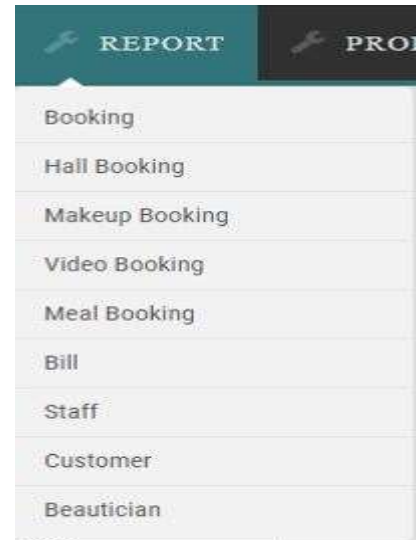 REPORT
Booking
Hall Booking
Makeup Booking
Video Booking
Meal Booking
Bill
Staff
Customer
Beautician